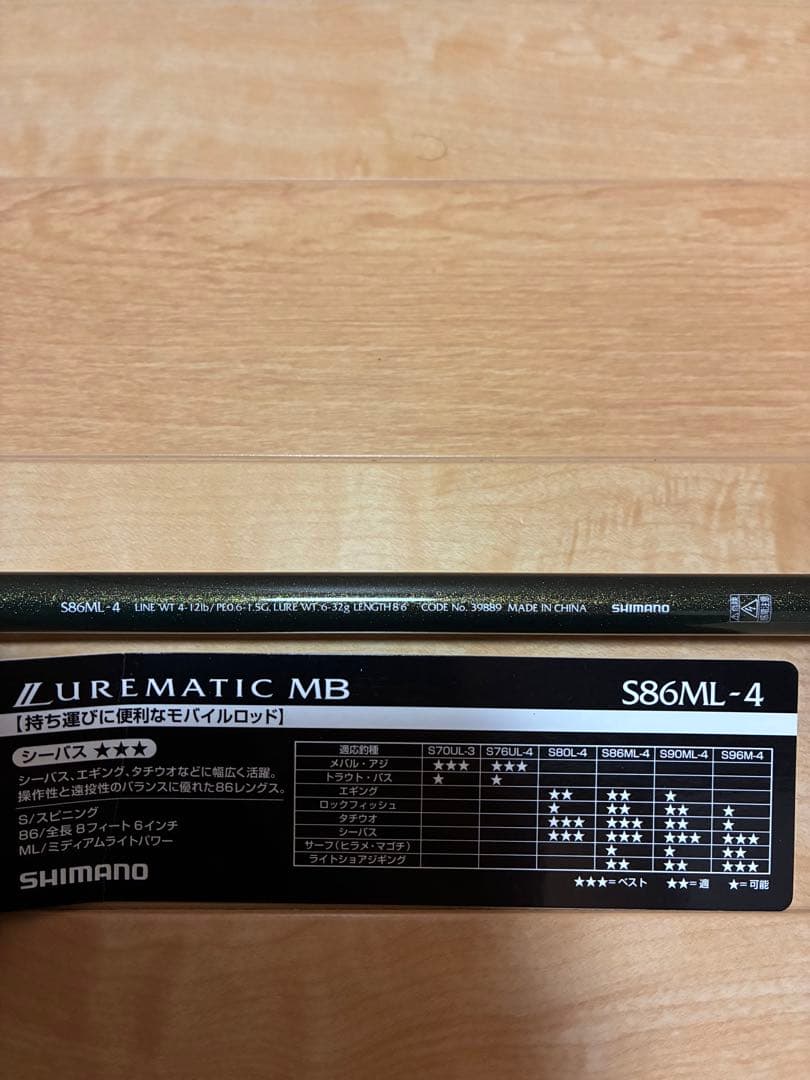 S86ML-4 LINE WT 4-12lb/PE0.6-1.5G, LURE WT 6-32g LENGTH 8'6" CODE No. 39889 MADE IN CHINA SHIMANO
LUREMATIC MB S86ML-4
【持ち運びに便利なモバイルロッド】
シーバス ★★★
シーバス、エギング、タチウオなどに幅広く活躍。
操作性と遠投性のバランスに優れた86レングス。
S/スピニング
86/全長 8フィート 6インチ
ML/ミディアムライトパワー
SHIMANO
適応釣種 S70UL-3 S76UL-4 S80L-4 S86ML-4 S90ML-4 S96M-4
メバル・アジ ★★★ ★★★
トラウト・バス ★ ★
エギング ★★ ★★ ★
ロックフィッシュ ★ ★★ ★★ ★
タチウオ ★★★ ★★★ ★★ ★
シーバス ★★★ ★★★ ★★★ ★★★
サーフ(ヒラメ・マゴチ) ★ ★ ★★
ライトショアジギング ★★ ★★ ★★★
★★★=ベスト ★★=適 ★=可能